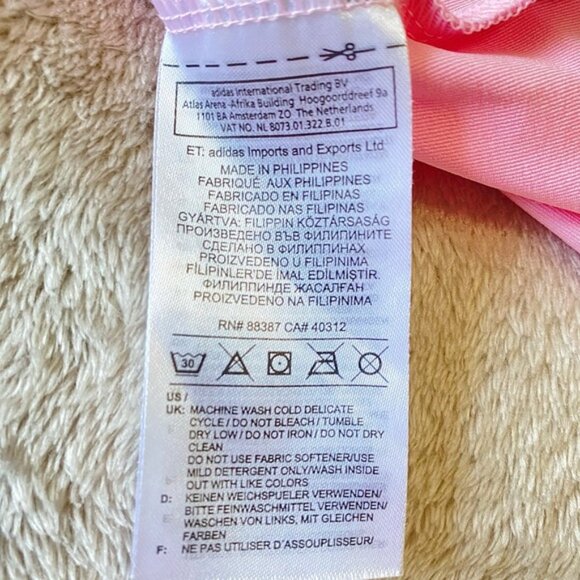 adidas International Trading BV
Atlas Arena -Afrika Building Hoogoorddreef 9a
1101 BA Amsterdam ZO The Netherlands
VAT NO. NL 8073.01.322.B.01
ET: adidas Imports and Exports Ltd
MADE IN PHILIPPINES
FABRIQUÉ AUX PHILIPPINES
FABRICADO EN FILIPINAS
FABRICADO NAS FILIPINAS
GYÁRTVA: FILIPPIN KÖZTÁRSASÁG
ПРОИЗВЕДЕНО ВЪВ ФИЛИПИНИТЕ
СДЕЛАНО В ФИЛИППИНАХ
PROIZVEDENO U FILIPINIMA
FİLİPİNLER'DE İMAL EDİLMİŞTİR.
ФИЛИППИНДЕ ЖАСАЛҒАН
PROIZVEDENO NA FILIPINIMA
RN# 88387 CA# 40312
30
US /
UK: MACHINE WASH COLD DELICATE
CYCLE / DO NOT BLEACH / TUMBLE
DRY LOW / DO NOT IRON / DO NOT DRY
CLEAN
DO NOT USE FABRIC SOFTENER/USE
MILD DETERGENT ONLY/WASH INSIDE
OUT WITH LIKE COLORS
D: KEINEN WEICHSPUELER VERWENDEN/
BITTE FEINWASCHMITTEL VERWENDEN/
WASCHEN VON LINKS, MIT GLEICHEN
FARBEN
F: NE PAS UTILISER D´ASSOUPLISSEUR/